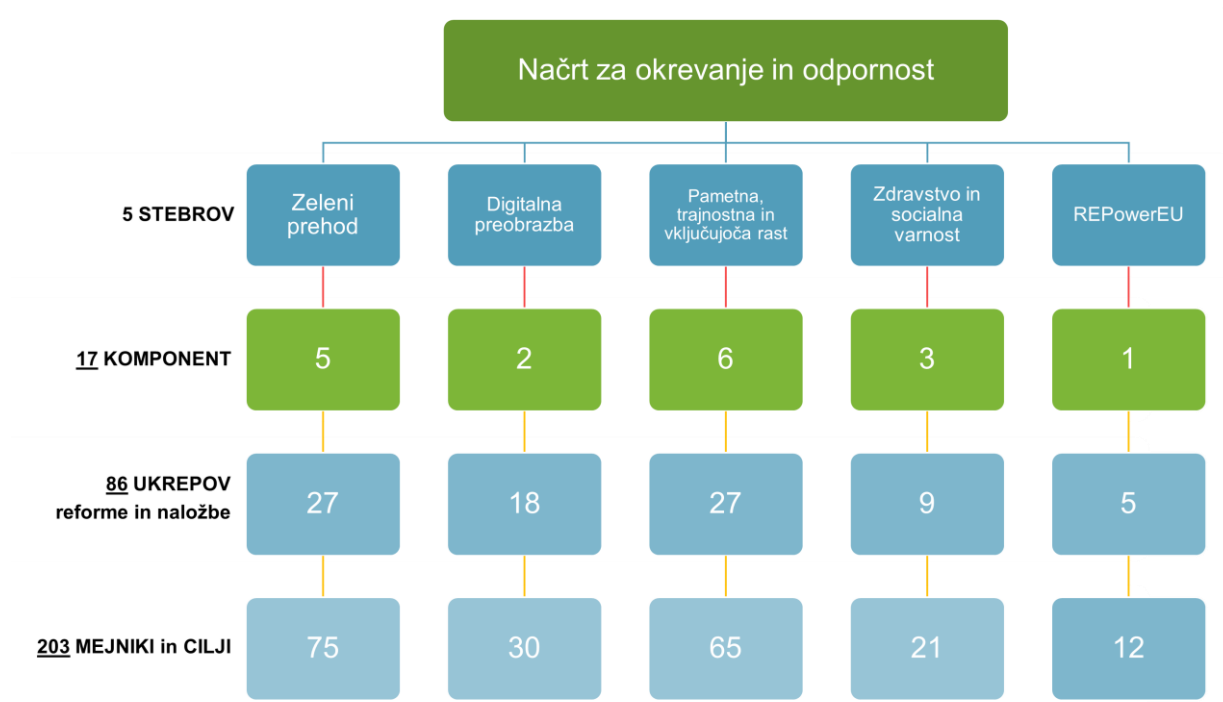 Načrt za okrevanje in odpornost
5 STEBROV
Zeleni
prehod
Digitalna
preobrazba
Pametna,
trajnostna in
vključujoča rast
Zdravstvo in
socialna
varnost
REPowerEU
17 KOMPONENT
5
2
6
3
1
86 UKREPOV
reforme in naložbe
27
18
27
9
5
203 MEJNIKI in CILJI
75
30
65
21
12